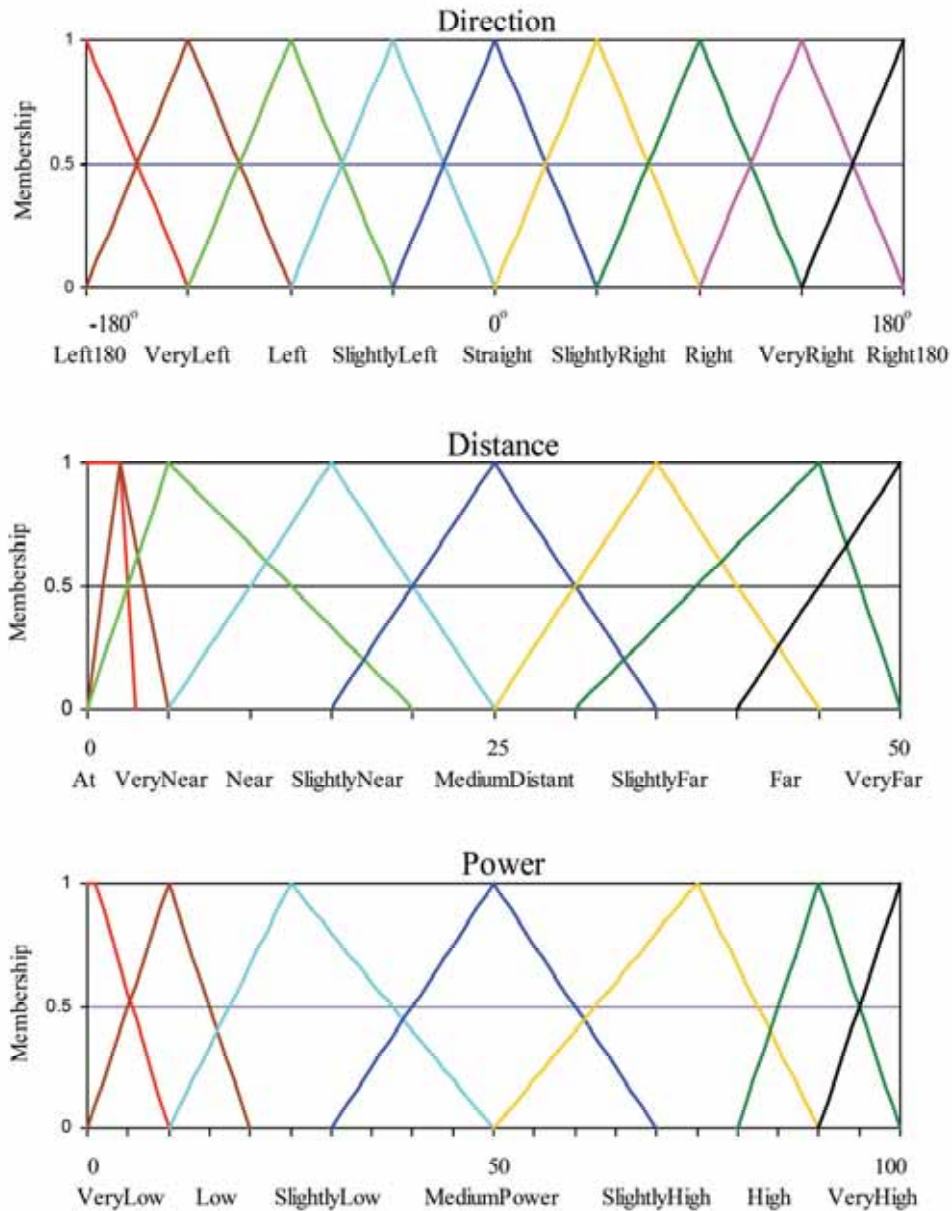 Direction
1
Membership
0.5
0
-180° 0° 180°
Left180 VeryLeft Left SlightlyLeft Straight SlightlyRight Right VeryRight Right180
Distance
1
Membership
0.5
0
0 25 50
At VeryNear Near SlightlyNear MediumDistant SlightlyFar Far VeryFar
Power
1
Membership
0.5
0
0 50 100
VeryLow Low SlightlyLow MediumPower SlightlyHigh High VeryHigh